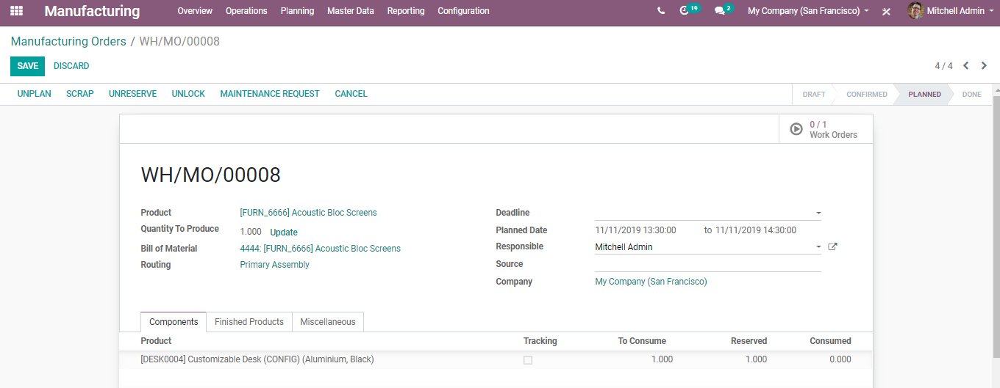 Manufacturing Overview Operations Planning Master Data Reporting Configuration 19 2 My Company (San Francisco) Mitchell Admin
Manufacturing Orders / WH/MO/00008
SAVE DISCARD 4 / 4
UNPLAN SCRAP UNRESERVE UNLOCK MAINTENANCE REQUEST CANCEL DRAFT CONFIRMED PLANNED DONE
0 / 1
Work Orders
WH/MO/00008
Product [FURN_6666] Acoustic Bloc Screens Deadline
Quantity To Produce 1.000 Update Planned Date 11/11/2019 13:30:00 to 11/11/2019 14:30:00
Bill of Material 4444: [FURN_6666] Acoustic Bloc Screens Responsible Mitchell Admin
Routing Primary Assembly Source
Company My Company (San Francisco)
Components Finished Products Miscellaneous
Product Tracking To Consume Reserved Consumed
[DESK0004] Customizable Desk (CONFIG) (Aluminium, Black) 1.000 1.000 0.000